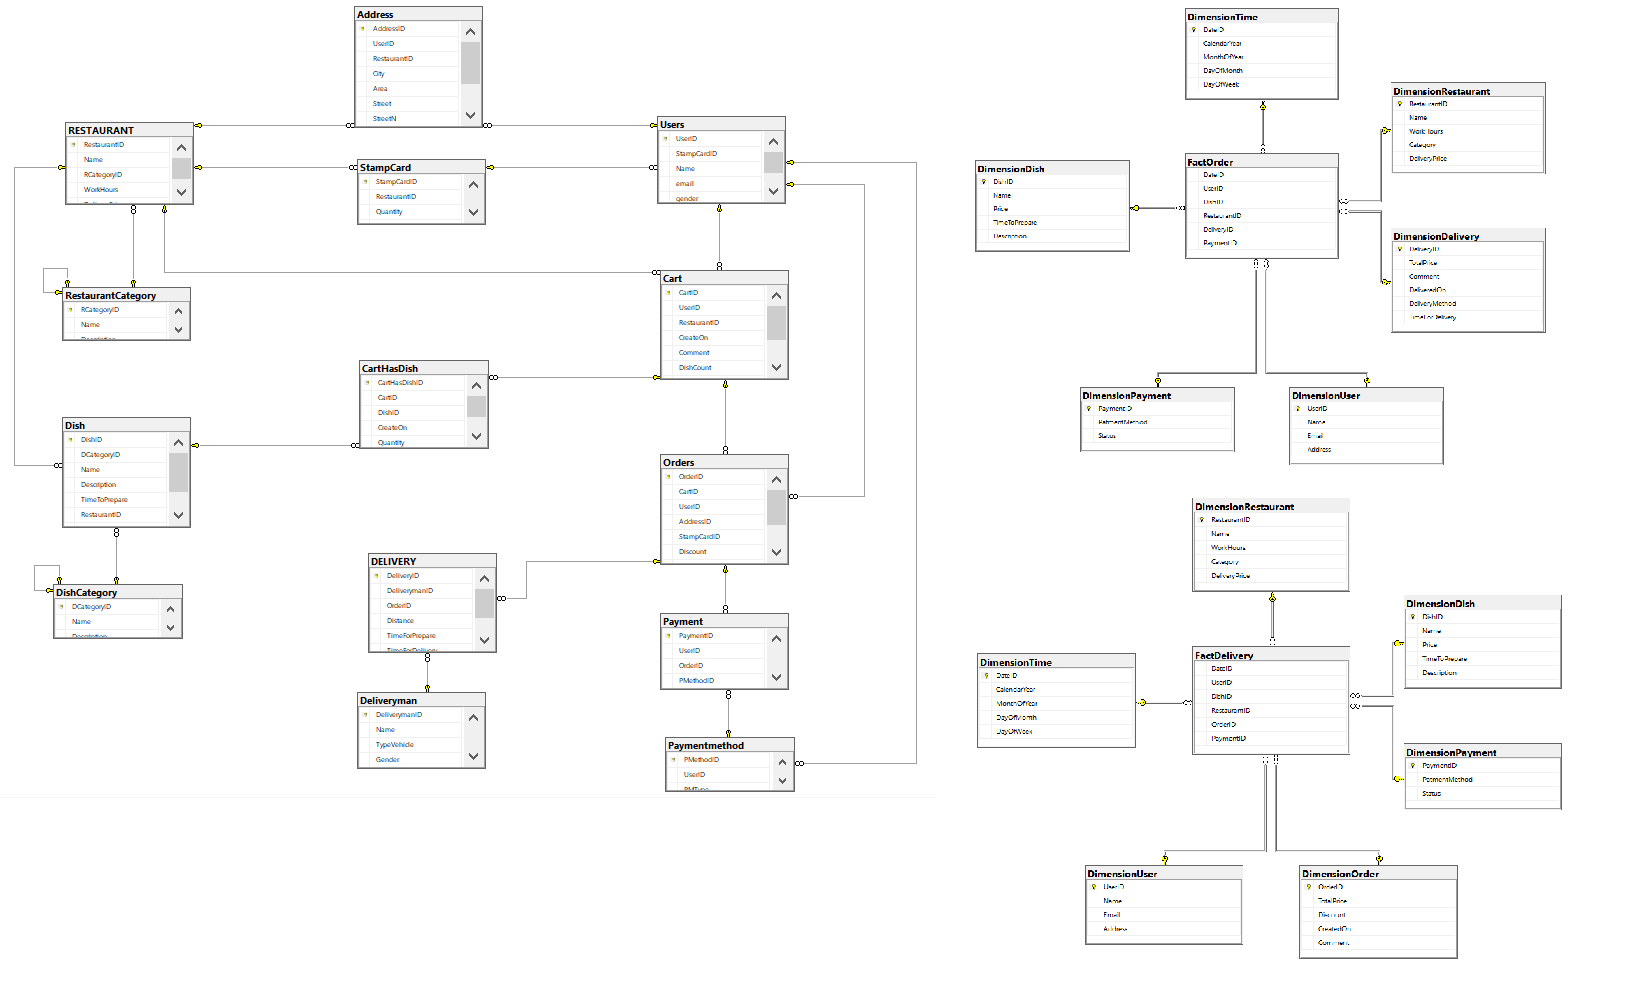 Address
AddressID
UserID
RestaurantID
City
Area
Street
StreetN
RESTAURANT
RestaurantID
Name
RCategoryID
WorkHours
StampCard
StampCardID
RestaurantID
Quantity
Users
UserID
StampCardID
Name
email
gender
RestaurantCategory
RCategoryID
Name
Description
Cart
CartID
UserID
RestaurantID
CreateOn
Comment
DishCount
CartHasDish
CartHasDishID
CartID
DishID
CreateOn
Quantity
Dish
DishID
DCategoryID
Name
Description
TimeToPrepare
RestaurantID
Orders
OrderID
CartID
UserID
AddressID
StampCardID
Discount
DishCategory
DCategoryID
Name
Description
DELIVERY
DeliveryID
DeliverymanID
OrderID
Distance
TimeForPrepare
TimeForDelivery
Payment
PaymentID
UserID
OrderID
PMethodID
Deliveryman
DeliverymanID
Name
TypeVehicle
Gender
Paymentmethod
PMethodID
UserID
PMType
DimensionTime
DateID
CalendarYear
MonthOfYear
DayOfMonth
DayOfWeek
DimensionRestaurant
RestaurantID
Name
WorkHours
Category
DeliveryPrice
DimensionDish
DishID
Name
Price
TimeToPrepare
Description
FactOrder
DateID
UserID
DishID
RestaurantID
DeliveryID
PaymentID
DimensionDelivery
DeliveryID
TotalPrice
Comment
DeliveredOn
DeliveryMethod
TimeForDelivery
DimensionPayment
PaymentID
PatmentMethod
Status
DimensionUser
UserID
Name
Email
Address
DimensionRestaurant
RestaurantID
Name
WorkHours
Category
DeliveryPrice
DimensionDish
DishID
Name
Price
TimeToPrepare
Description
DimensionTime
DateID
CalendarYear
MonthOfYear
DayOfMonth
DayOfWeek
FactDelivery
DateID
UserID
DishID
RestaurantID
OrderID
PaymentID
DimensionPayment
PaymentID
PatmentMethod
Status
DimensionUser
UserID
Name
Email
Address
DimensionOrder
OrderID
TotalPrice
Discount
CreatedOn
Comment